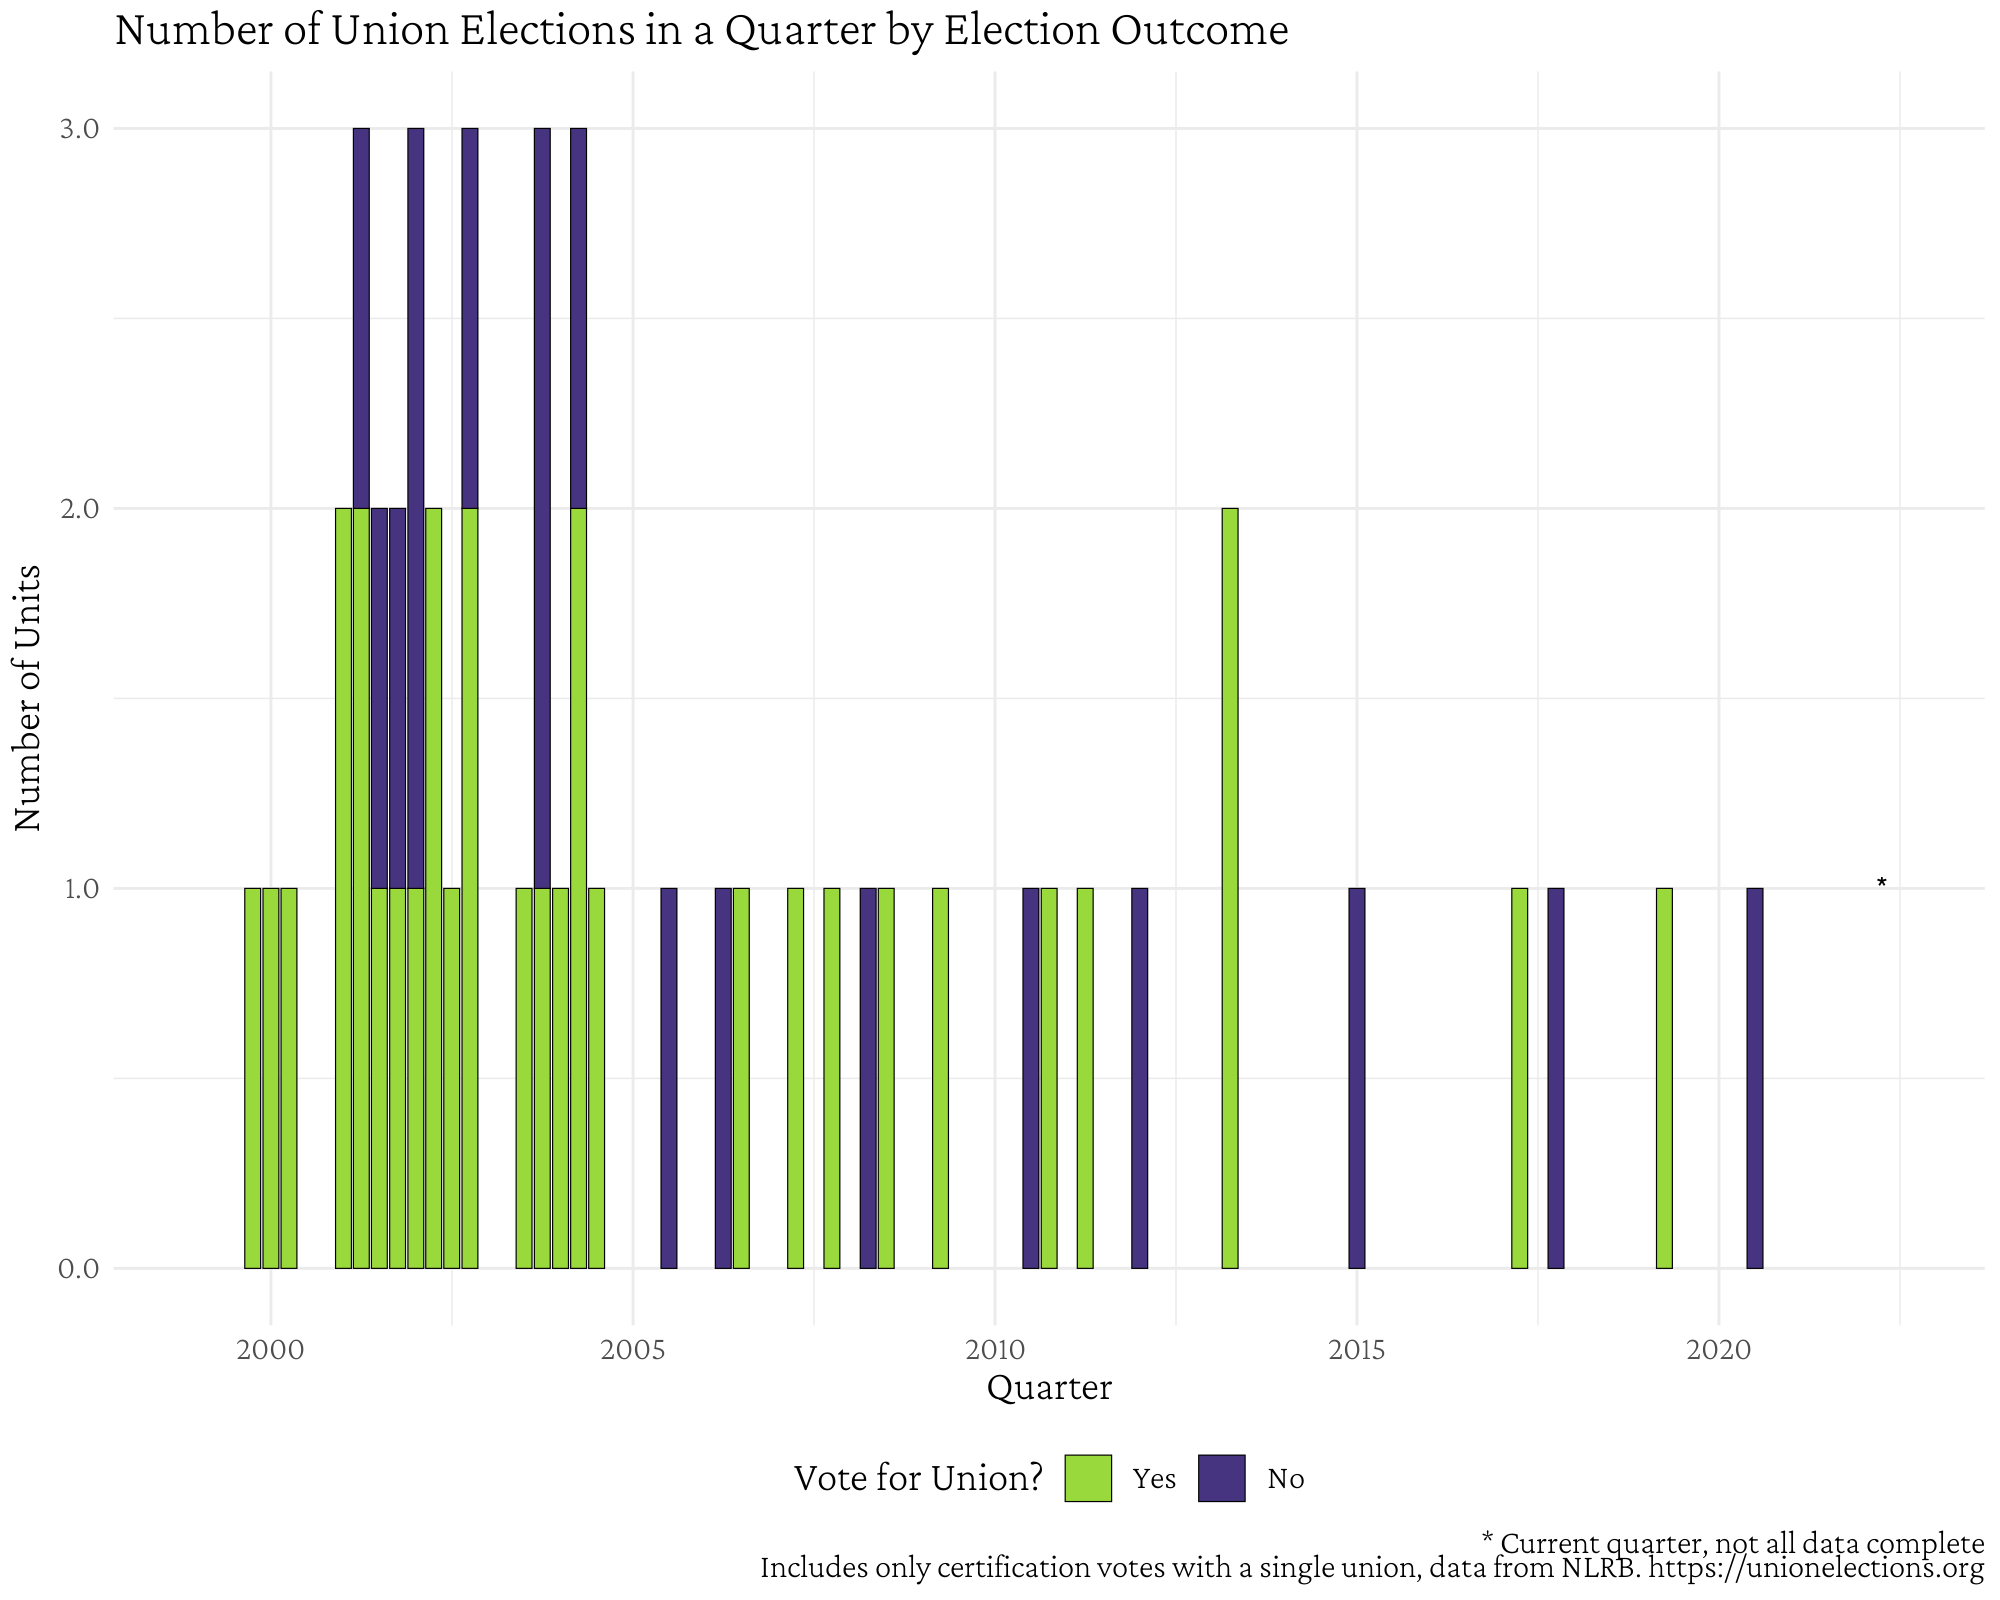 Number of Union Elections in a Quarter by Election Outcome
3.0
2.0
1.0
0.0
Number of Units
*
2000 2005 2010 2015 2020
Quarter
Vote for Union? Yes No
* Current quarter, not all data complete
Includes only certification votes with a single union, data from NLRB. https://unionelections.org